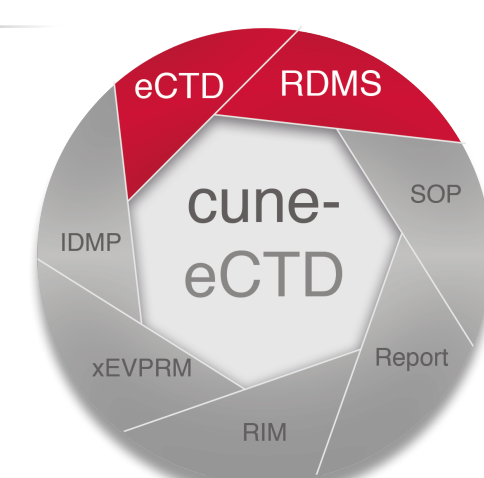 eCTD
RDMS
SOP
cune-
eCTD
IDMP
Report
xEVPRM
RIM